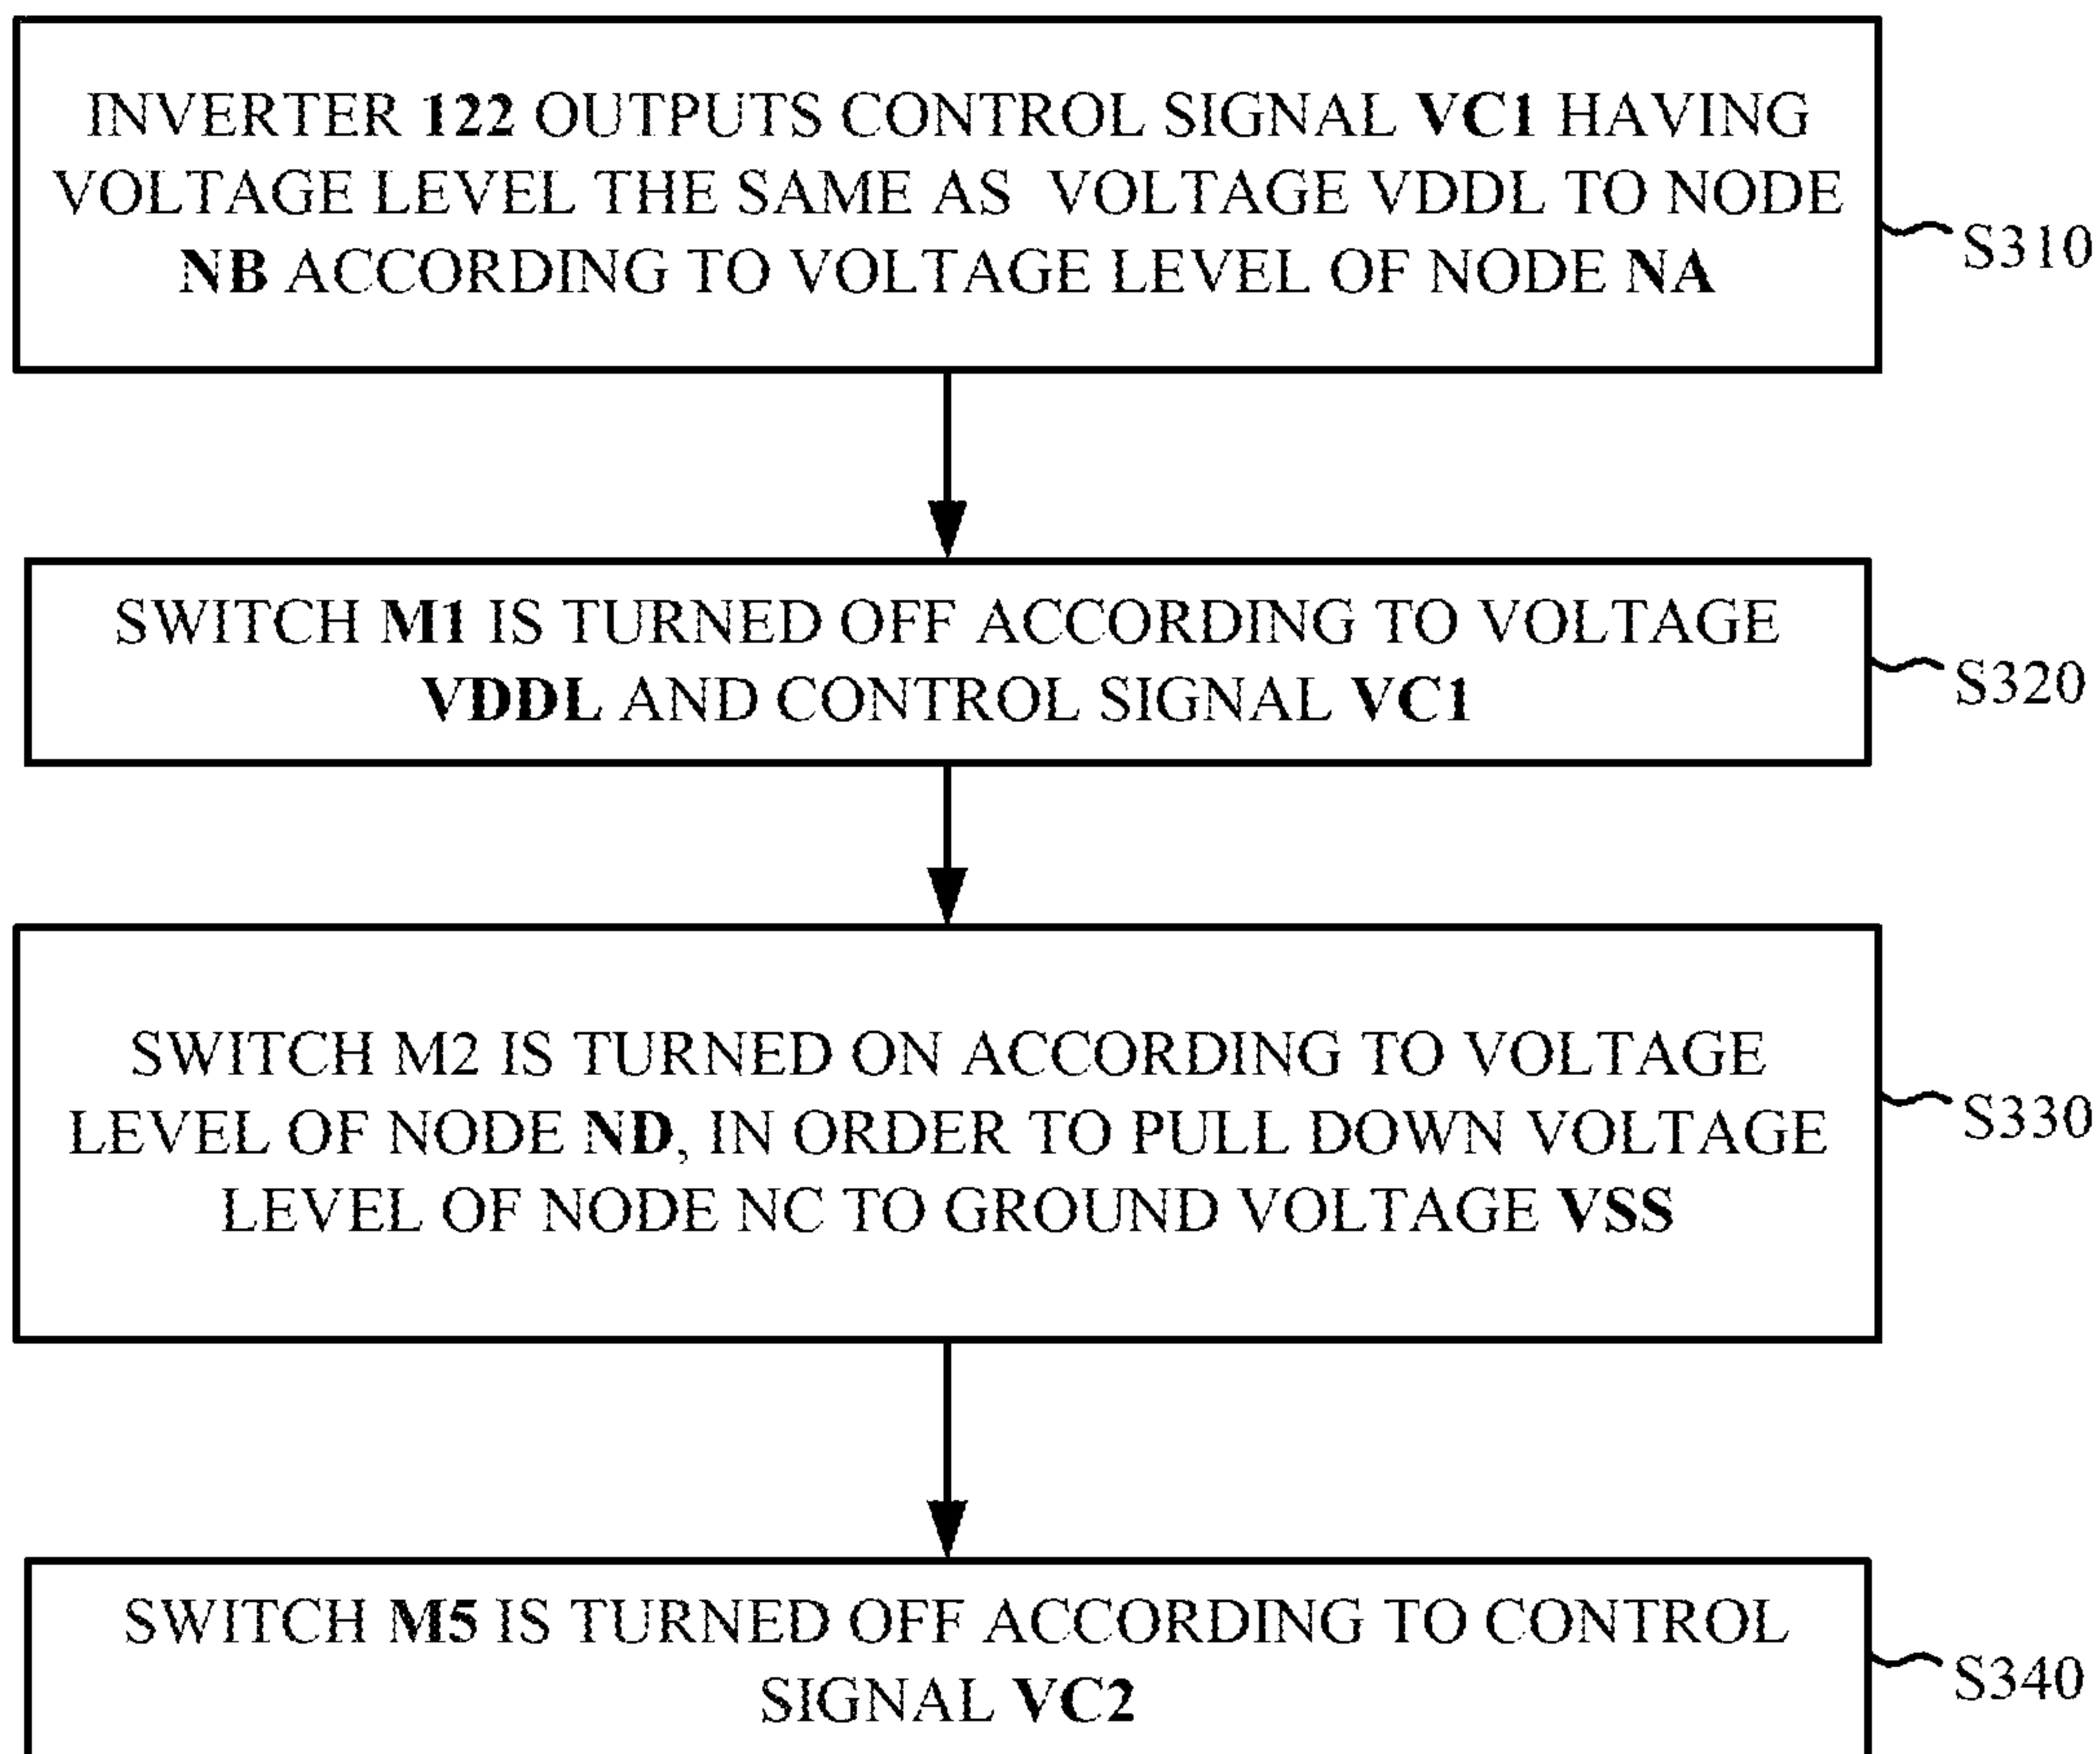 INVERTER 122 OUTPUTS CONTROL SIGNAL VC1 HAVING
VOLTAGE LEVEL THE SAME AS VOLTAGE VDDL TO NODE
NB ACCORDING TO VOLTAGE LEVEL OF NODE NA
S310
SWITCH M1 IS TURNED OFF ACCORDING TO VOLTAGE
VDDL AND CONTROL SIGNAL VC1
S320
SWITCH M2 IS TURNED ON ACCORDING TO VOLTAGE
LEVEL OF NODE ND, IN ORDER TO PULL DOWN VOLTAGE
LEVEL OF NODE NC TO GROUND VOLTAGE VSS
S330
SWITCH M5 IS TURNED OFF ACCORDING TO CONTROL
SIGNAL VC2
S340